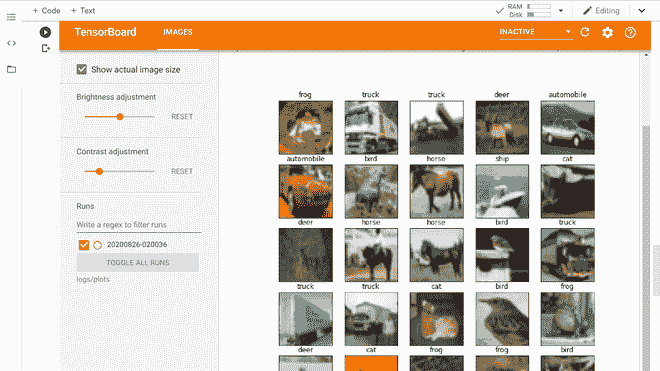 + Code + Text
RAM
Disk
Editing
TensorBoard IMAGES INACTIVE
Show actual image size
Brightness adjustment
RESET
Contrast adjustment
RESET
Runs
Write a regex to filter runs
20200826-020036
TOGGLE ALL RUNS
logs/plots
frog truck truck deer automobile
automobile bird horse ship cat
deer horse horse bird truck
truck truck cat bird frog
deer cat frog frog bird